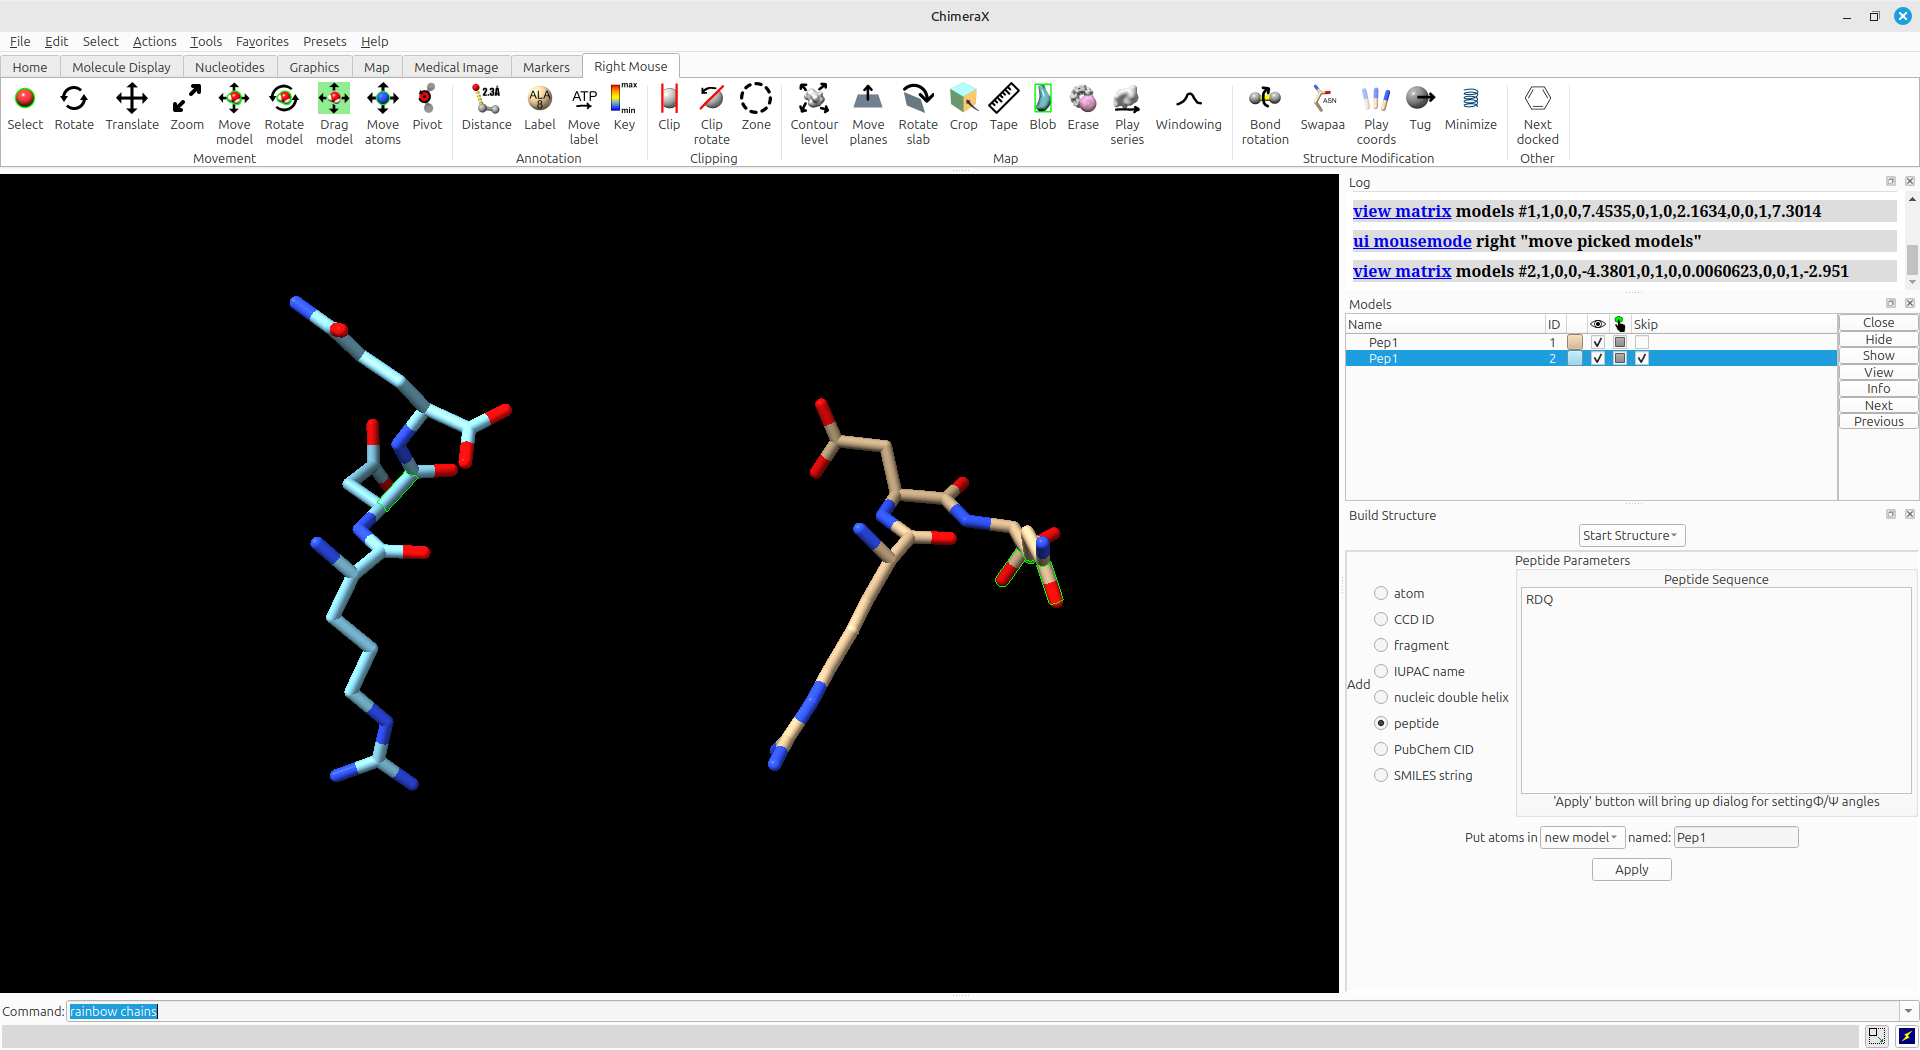 ChimeraX
File Edit Select Actions Tools Favorites Presets Help
Home Molecule Display Nucleotides Graphics Map Medical Image Markers Right Mouse
Select Rotate Translate Zoom Move model Rotate model Drag model Move atoms Pivot
Movement
2.3Å Distance ALA 8 Label ATP Move label max min Key
Annotation
Clip Clip rotate Zone
Clipping
Contour level Move planes Rotate slab Crop Tape Blob Erase Play series Windowing
Map
Bond rotation ASN Swapaa Play coords Tug Minimize
Structure Modification
Next docked
Other
Log
view matrix models #1,1,0,0,7.4535,0,1,0,2.1634,0,0,1,7.3014
ui mousemode right "move picked models"
view matrix models #2,1,0,0,-4.3801,0,1,0,0.0060623,0,0,1,-2.951
Models
Name ID Skip
Pep1 1
Pep1 2
Close
Hide
Show
View
Info
Next
Previous
Build Structure
Start Structure
Peptide Parameters
Add
atom
CCD ID
fragment
IUPAC name
nucleic double helix
peptide
PubChem CID
SMILES string
Peptide Sequence
RDQ
'Apply' button will bring up dialog for settingΦ/Ψ angles
Put atoms in new model named: Pep1
Apply
Command: rainbow chains